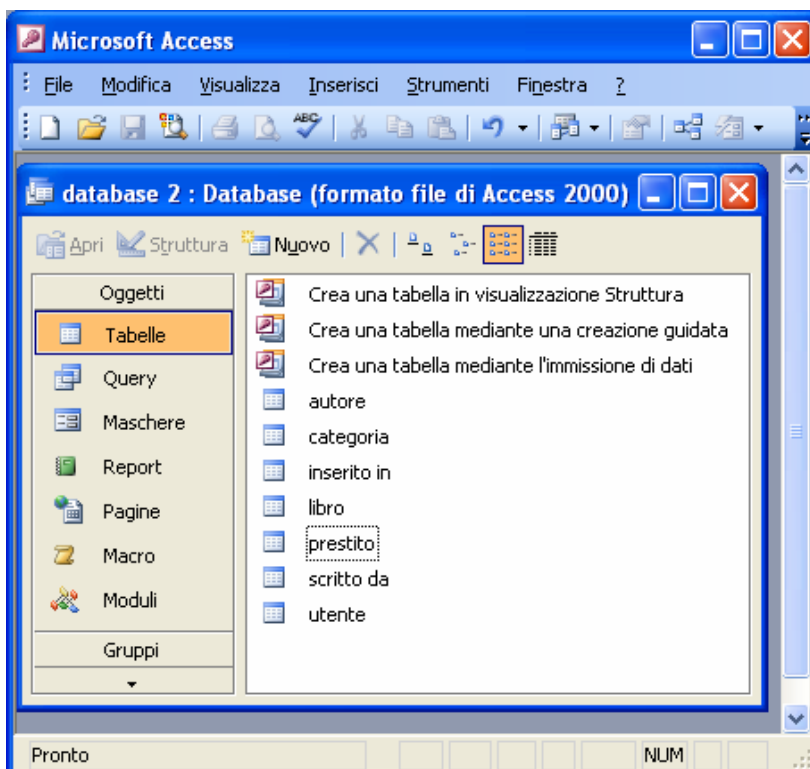 Microsoft Access
File Modifica Visualizza Inserisci Strumenti Finestra ?
ABC
database 2 : Database (formato file di Access 2000)
Apri Struttura Nuovo
Oggetti
Tabelle
Query
Maschere
Report
Pagine
Macro
Moduli
Gruppi
Crea una tabella in visualizzazione Struttura
Crea una tabella mediante una creazione guidata
Crea una tabella mediante l'immissione di dati
autore
categoria
inserito in
libro
prestito
scritto da
utente
Pronto NUM